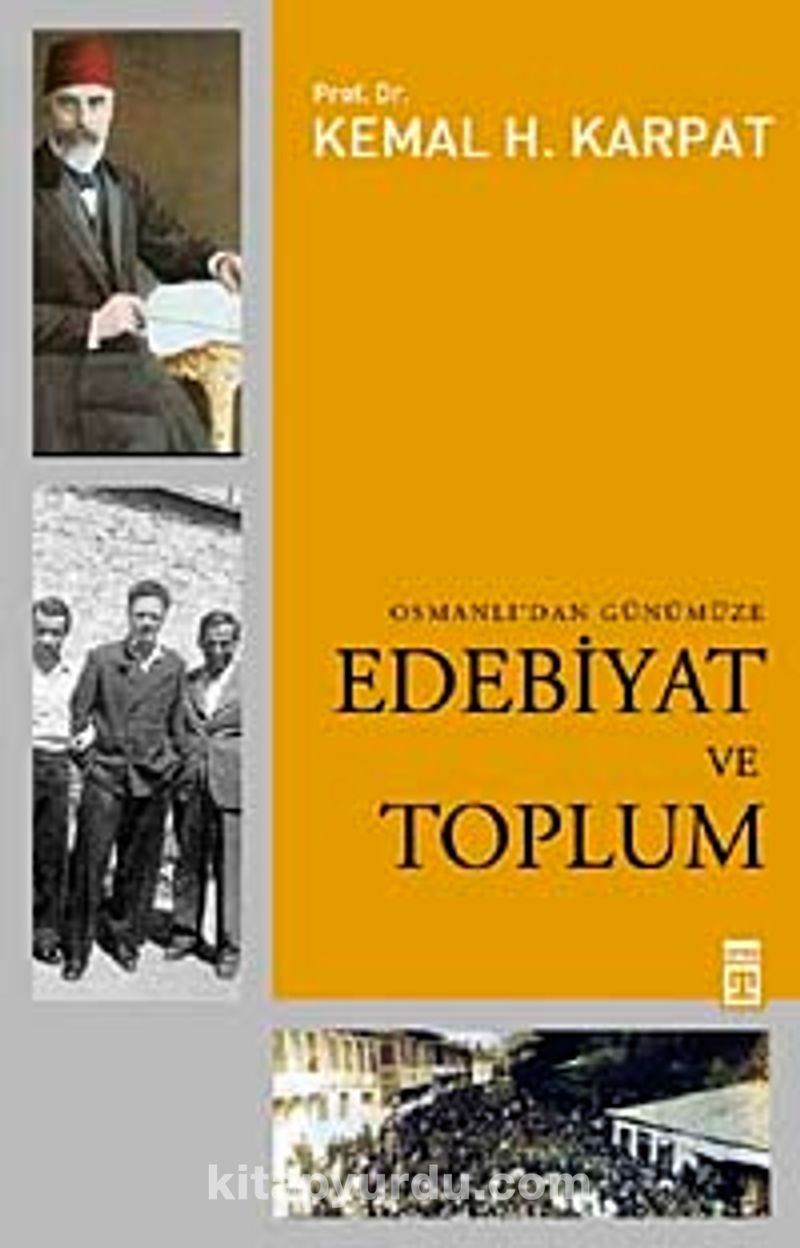 Prof. Dr.
KEMAL H. KARPAT
OSMANLI'DAN GÜNÜMÜZE
EDEBİYAT
VE
TOPLUM
kitapyurdu.com